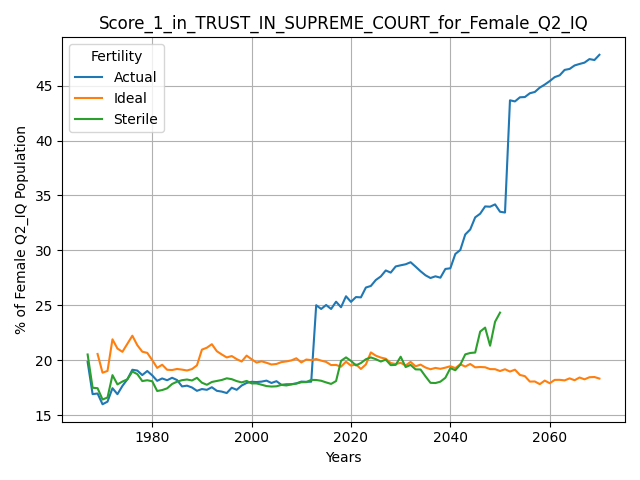 Score_1_in_TRUST_IN_SUPREME_COURT_for_Female_Q2_IQ
Fertility
Actual
Ideal
Sterile
% of Female Q2_IQ Population
45
40
35
30
25
20
15
1980
2000
2020
2040
2060
Years